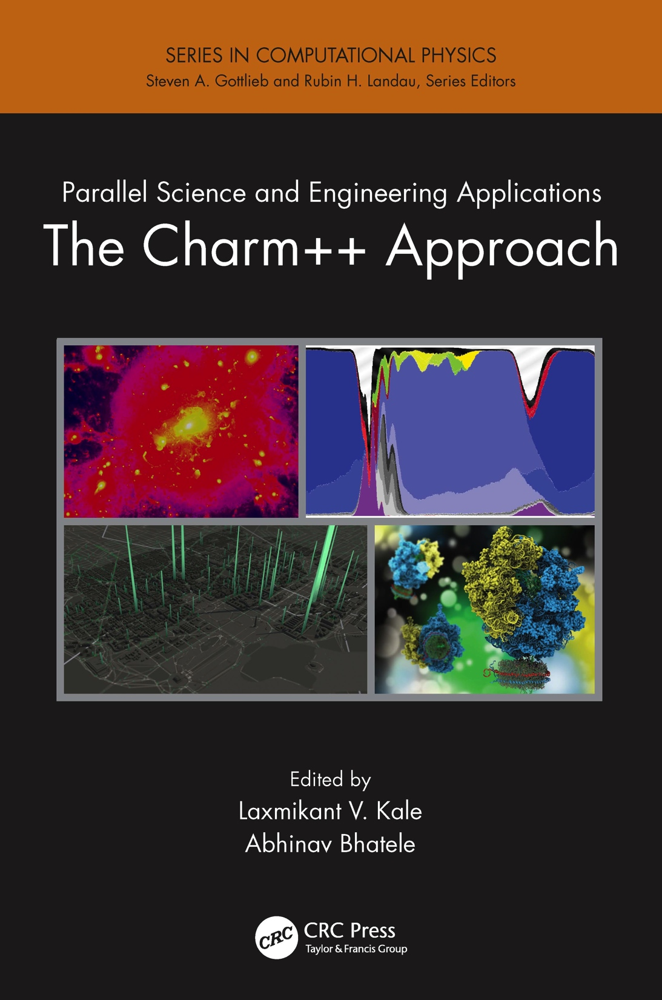 SERIES IN COMPUTATIONAL PHYSICS
Steven A. Gottlieb and Rubin H. Landau, Series Editors
Parallel Science and Engineering Applications
The Charm++ Approach
Edited by
Laxmikant V. Kale
Abhinav Bhatele
CRC
CRC Press
Taylor & Francis Group